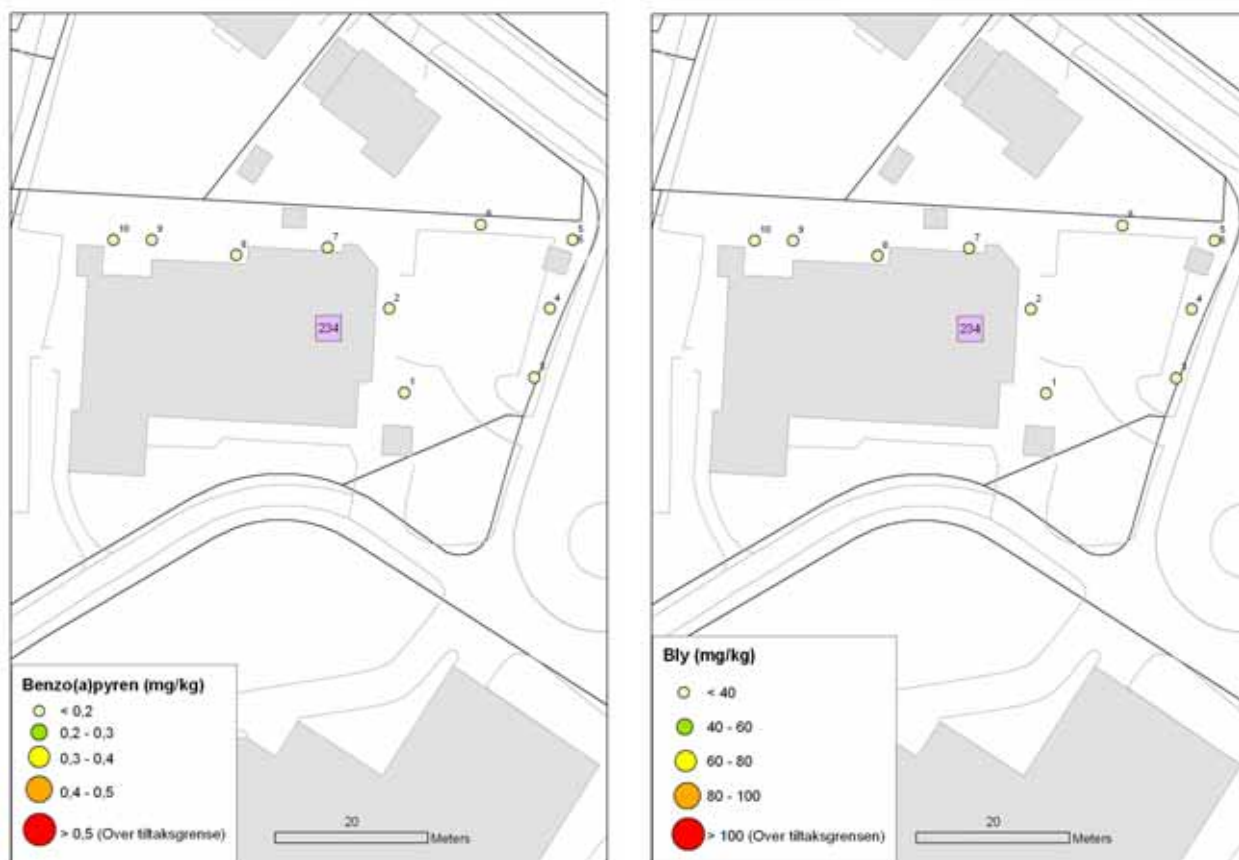 10
9
8
7
6
5
6
2
4
234
3
1
Benzo(a)pyren (mg/kg)
< 0,2
0,2 - 0,3
0,3 - 0,4
0,4 - 0,5
> 0,5 (Over tiltaksgrense)
20
Meters
10
9
8
7
6
5
6
2
4
234
3
1
Bly (mg/kg)
< 40
40 - 60
60 - 80
80 - 100
> 100 (Over tiltaksgrensen)
20
Meters